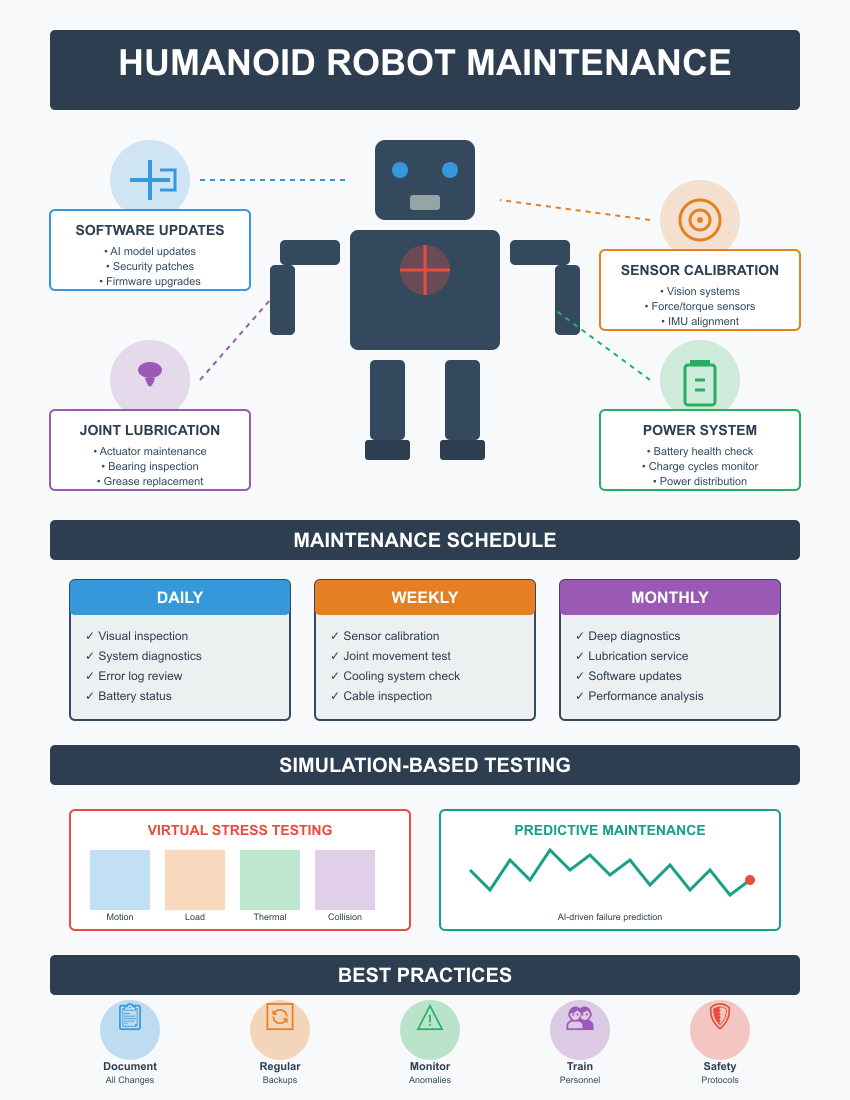 HUMANOID ROBOT MAINTENANCE
SOFTWARE UPDATES
• AI model updates
• Security patches
• Firmware upgrades
SENSOR CALIBRATION
• Vision systems
• Force/torque sensors
• IMU alignment
JOINT LUBRICATION
• Actuator maintenance
• Bearing inspection
• Grease replacement
POWER SYSTEM
• Battery health check
• Charge cycles monitor
• Power distribution
MAINTENANCE SCHEDULE
DAILY
✓ Visual inspection
✓ System diagnostics
✓ Error log review
✓ Battery status
WEEKLY
✓ Sensor calibration
✓ Joint movement test
✓ Cooling system check
✓ Cable inspection
MONTHLY
✓ Deep diagnostics
✓ Lubrication service
✓ Software updates
✓ Performance analysis
SIMULATION-BASED TESTING
VIRTUAL STRESS TESTING
Motion
Load
Thermal
Collision
PREDICTIVE MAINTENANCE
AI-driven failure prediction
BEST PRACTICES
Document
All Changes
Regular
Backups
Monitor
Anomalies
Train
Personnel
Safety
Protocols